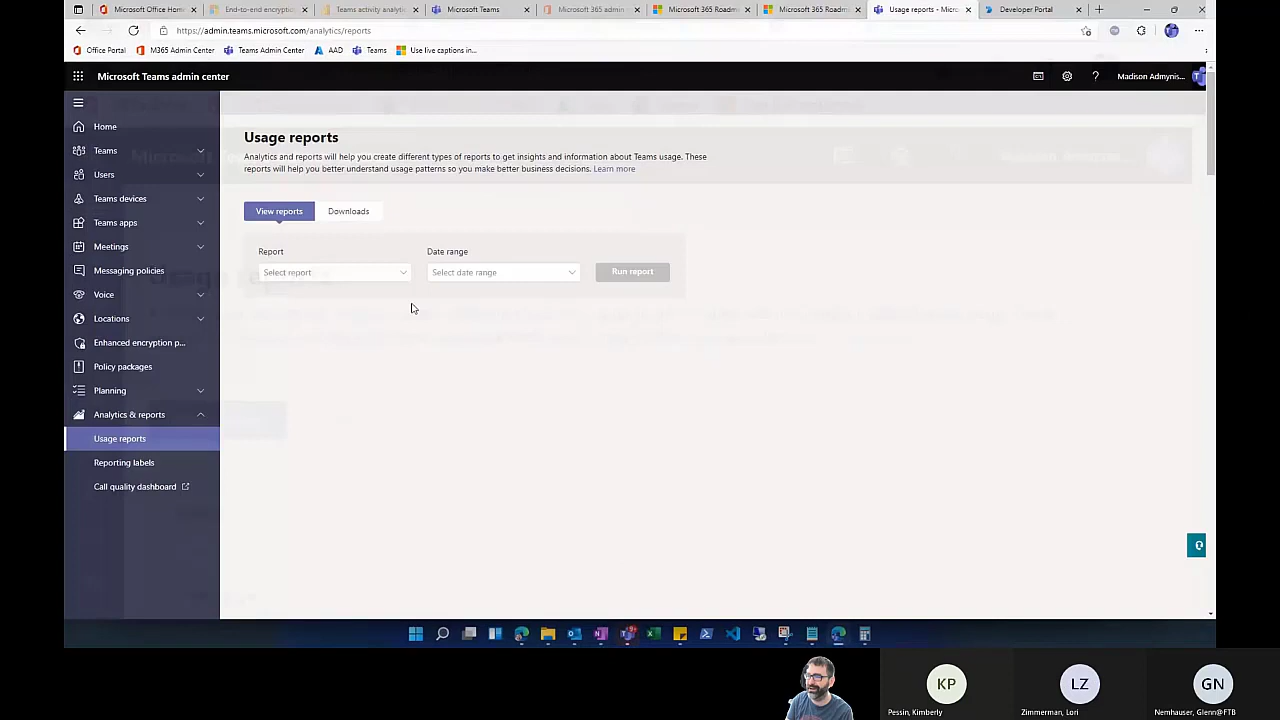 Microsoft Office Home
End-to-end encryptio
Teams activity analytic
Microsoft Teams
Microsoft 365 admin
Microsoft 365 Roadm
Microsoft 365 Roadm
Usage reports - Micro
Developer Portal
https://admin.teams.microsoft.com/analytics/reports
Office Portal
M365 Admin Center
Teams Admin Center
AAD
Teams
Use live captions in...
Microsoft Teams admin center
Madison Admynis...
Home
Teams
Users
Teams devices
Teams apps
Meetings
Messaging policies
Voice
Locations
Enhanced encryption p...
Policy packages
Planning
Analytics & reports
Usage reports
Reporting labels
Call quality dashboard
Usage reports
Analytics and reports will help you create different types of reports to get insights and information about Teams usage. These
reports will help you better understand usage patterns so you make better business decisions. Learn more
View reports
Downloads
Report
Date range
Select report
Select date range
Run report
KP
LZ
GN
Pessin, Kimberly
Zimmerman, Lori
Nemhauser, Glenn@FTB